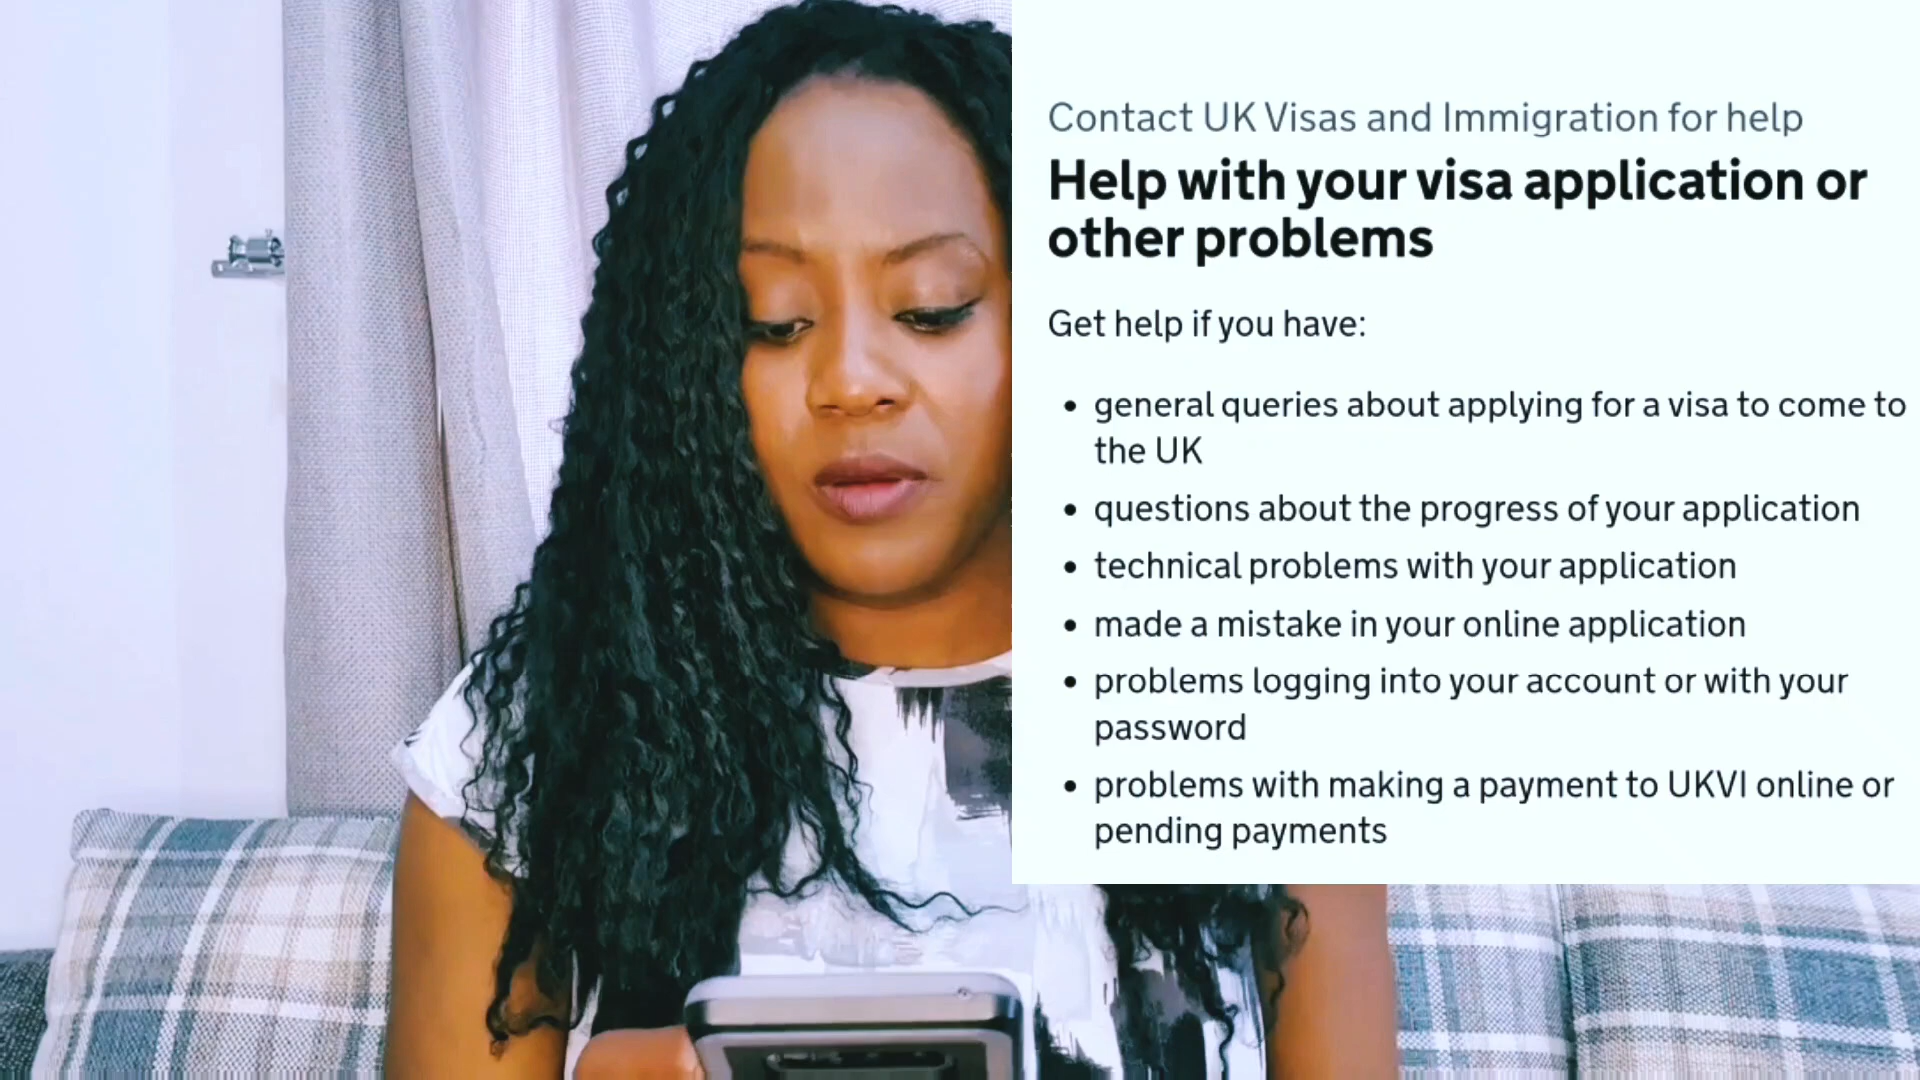 Contact UK Visas and Immigration for help
Help with your visa application or
other problems
Get help if you have:
• general queries about applying for a visa to come to
the UK
• questions about the progress of your application
• technical problems with your application
• made a mistake in your online application
• problems logging into your account or with your
password
• problems with making a payment to UKVI online or
pending payments